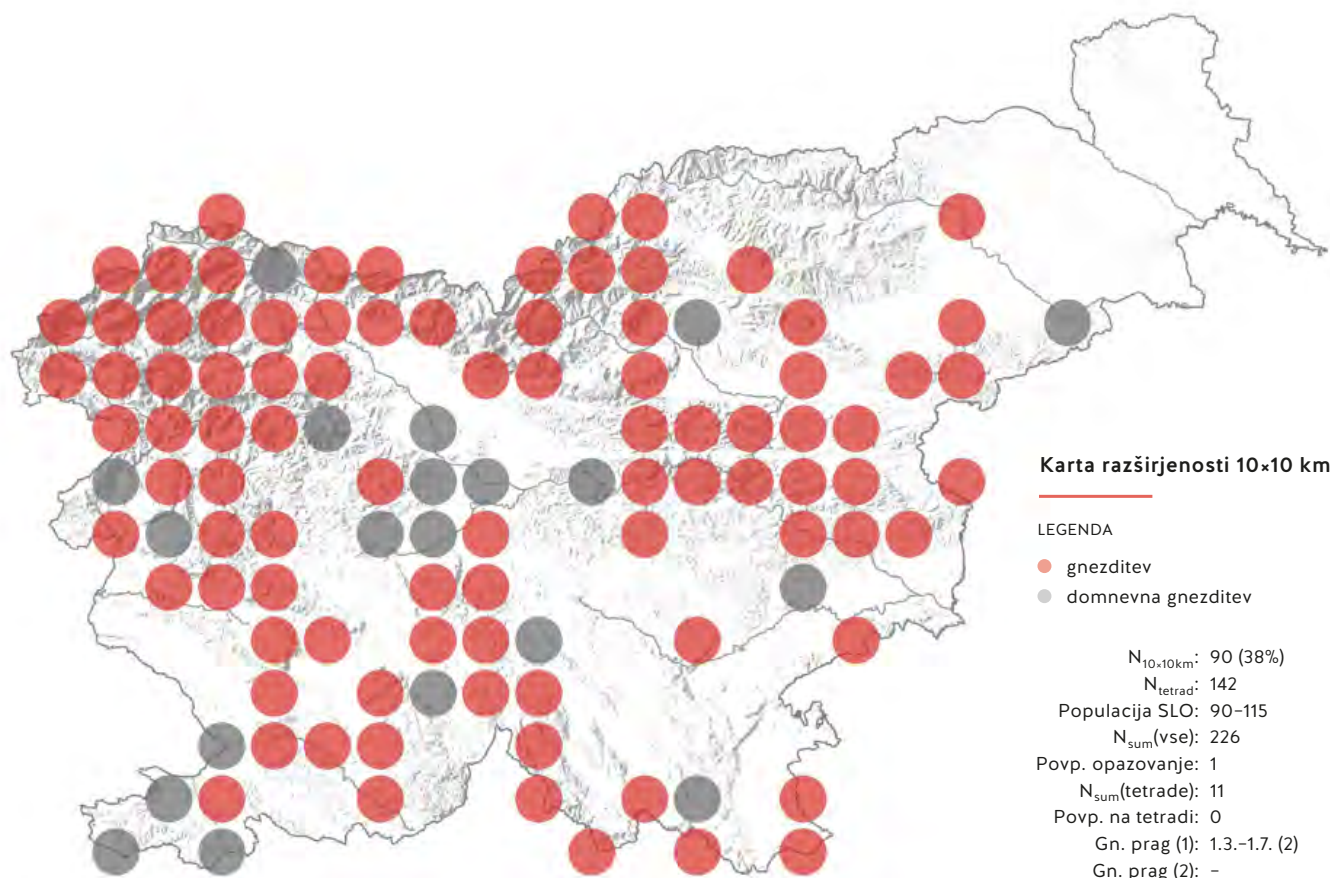 Karta razširjenosti 10×10 km
LEGENDA
gnezditev
domnevna gnezditev
N10×10km: 90 (38%)
Ntetrad: 142
Populacija SLO: 90–115
Nsum(vse): 226
Povp. opazovanje: 1
Nsum(tetrade): 11
Povp. na tetradi: 0
Gn. prag (1): 1.3.–1.7. (2)
Gn. prag (2): –